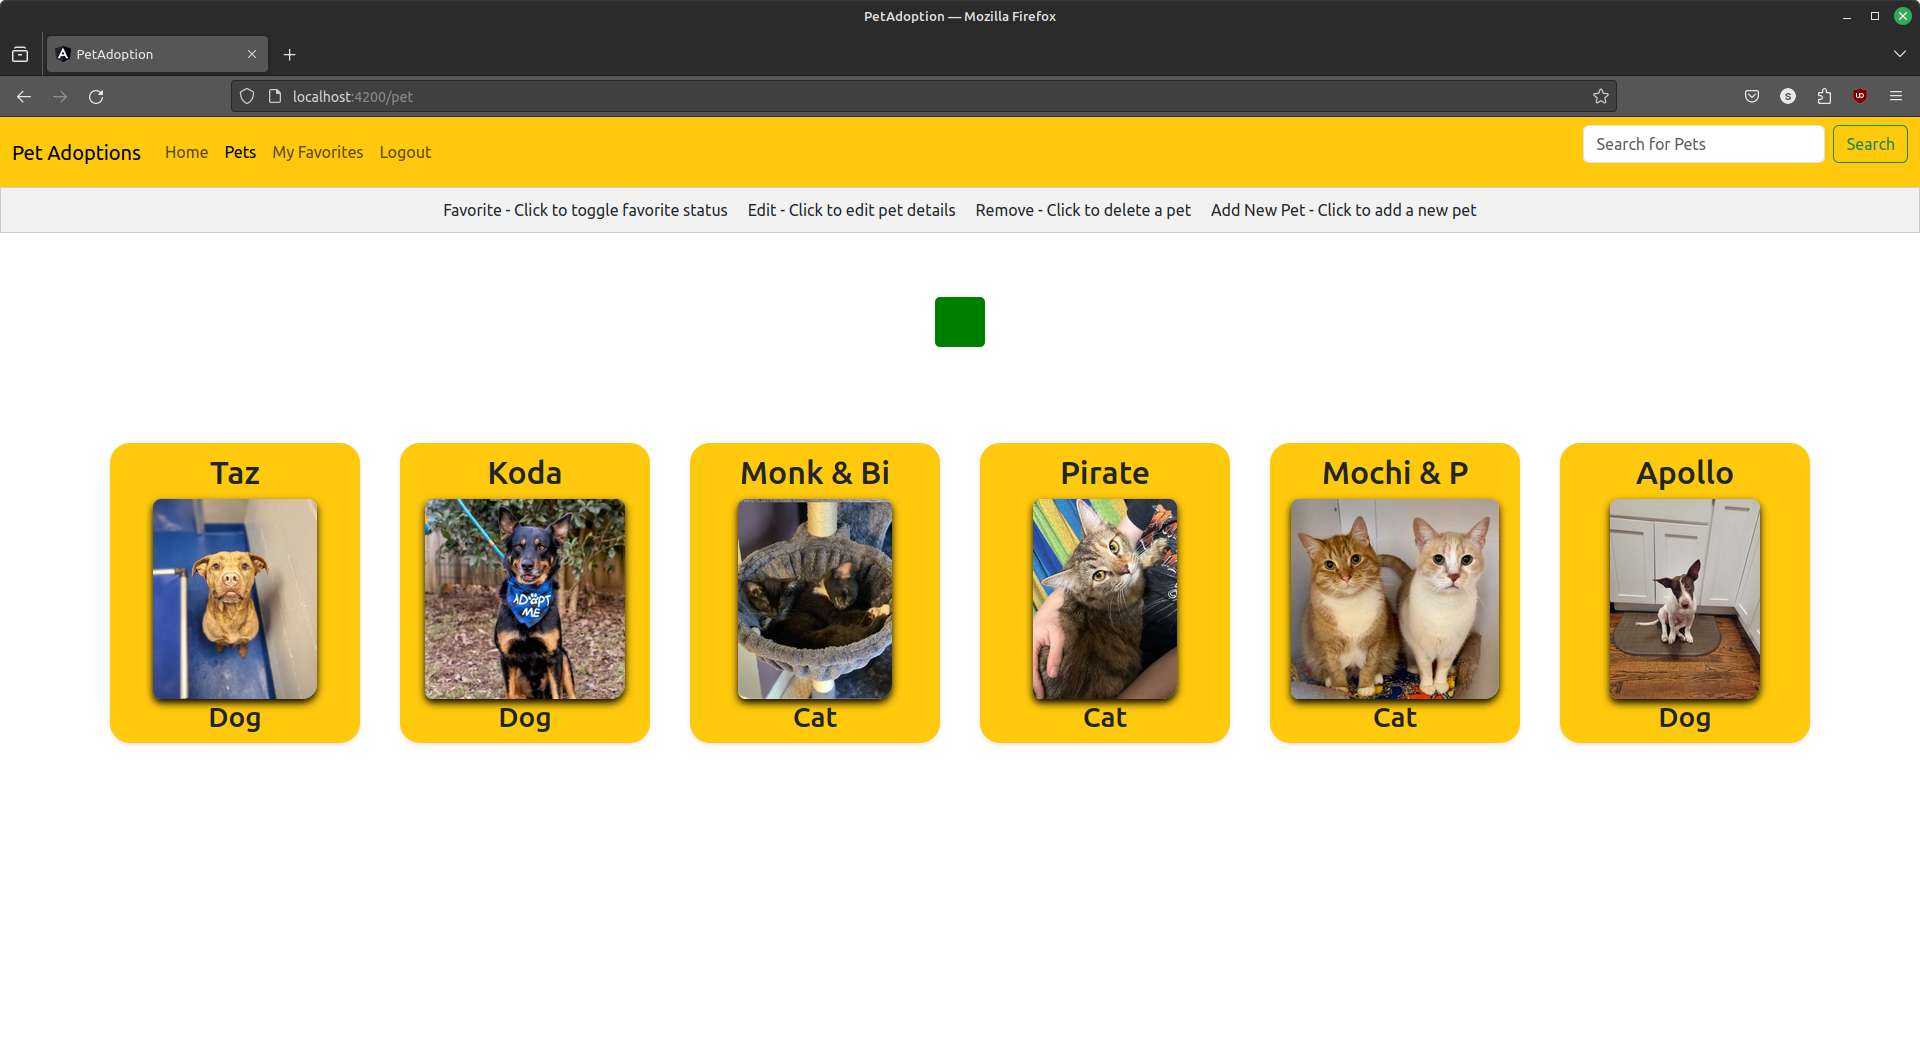 PetAdoption — Mozilla Firefox
PetAdoption
localhost:4200/pet
S
Pet Adoptions Home Pets My Favorites Logout Search for Pets Search
Favorite - Click to toggle favorite status Edit - Click to edit pet details Remove - Click to delete a pet Add New Pet - Click to add a new pet
Taz Koda Monk & Bi Pirate Mochi & P Apollo
ADOPT
ME
Dog Dog Cat Cat Cat Dog